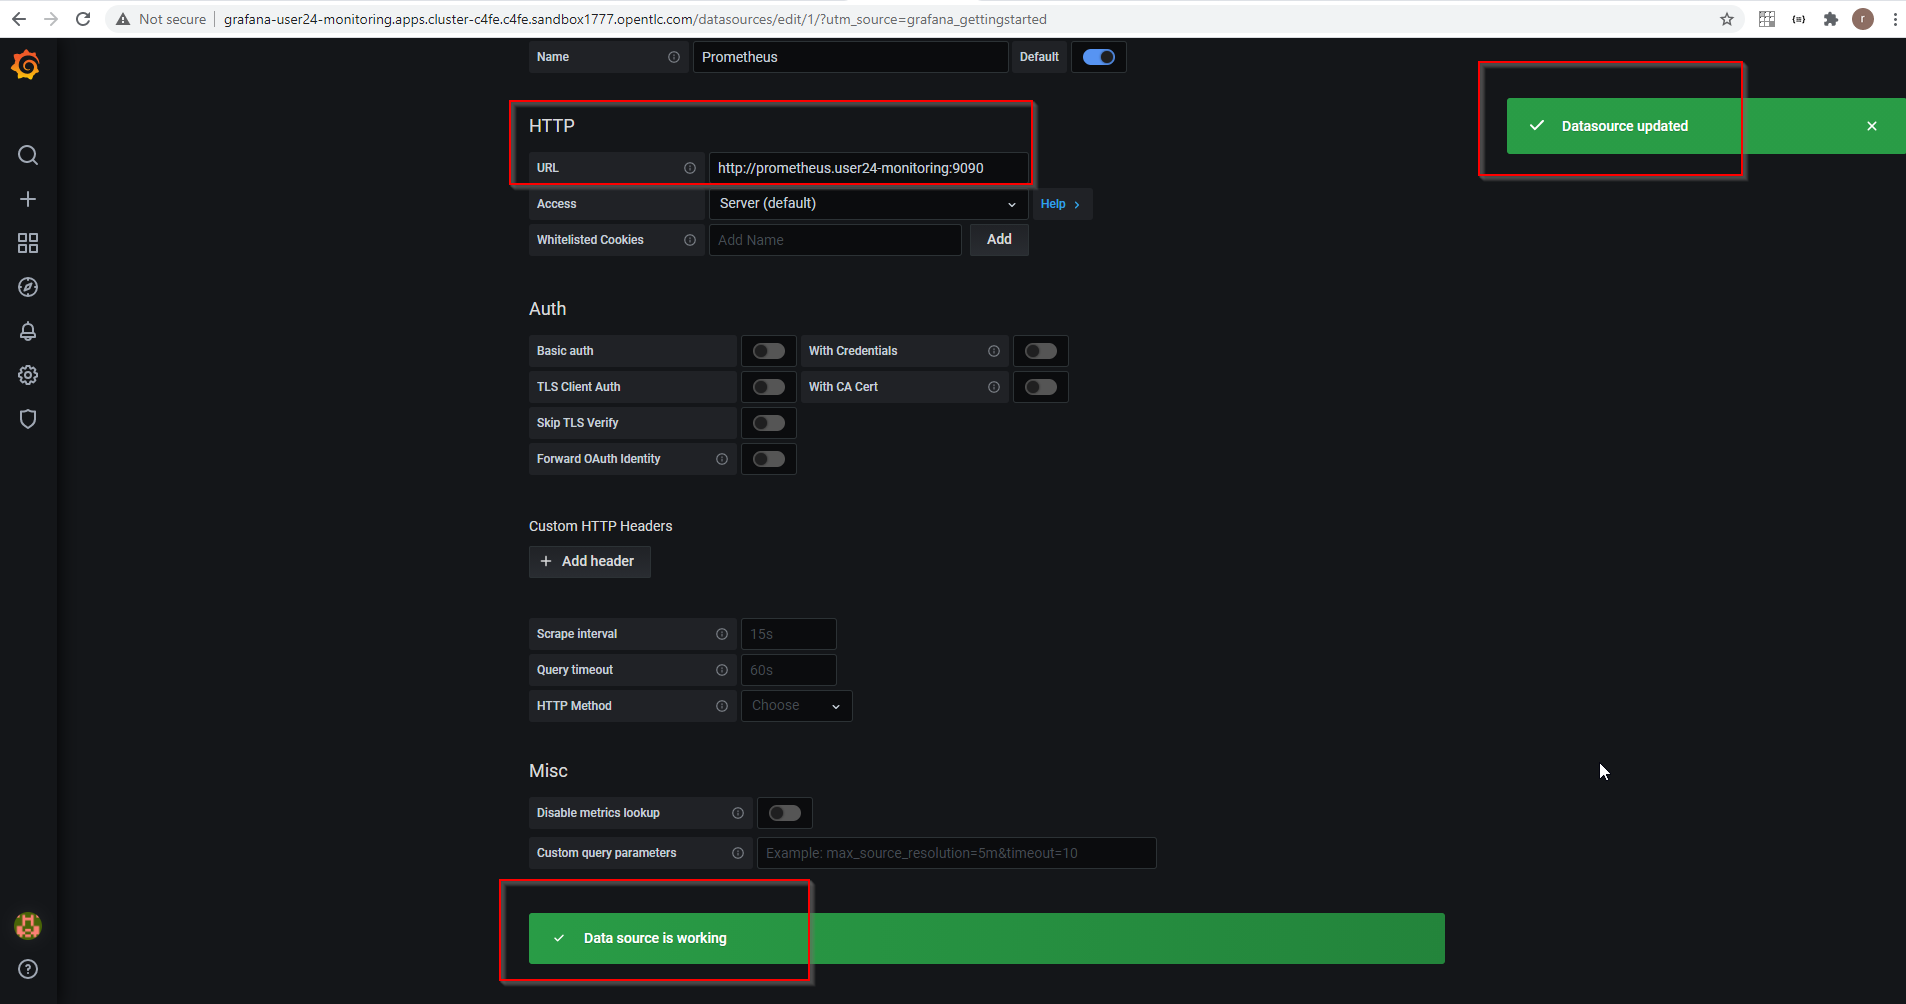 Not secure | grafana-user24-monitoring.apps.cluster-c4fe.c4fe.sandbox1777.opentlc.com/datasources/edit/1/?utm_source=grafana_gettingstarted
r
Name Prometheus Default
HTTP
Datasource updated
URL http://prometheus.user24-monitoring:9090
Access Server (default) Help
Whitelisted Cookies Add Name Add
Auth
Basic auth With Credentials
TLS Client Auth With CA Cert
Skip TLS Verify
Forward OAuth Identity
Custom HTTP Headers
+ Add header
Scrape interval 15s
Query timeout 60s
HTTP Method Choose
Misc
Disable metrics lookup
Custom query parameters Example: max_source_resolution=5m&timeout=10
Data source is working